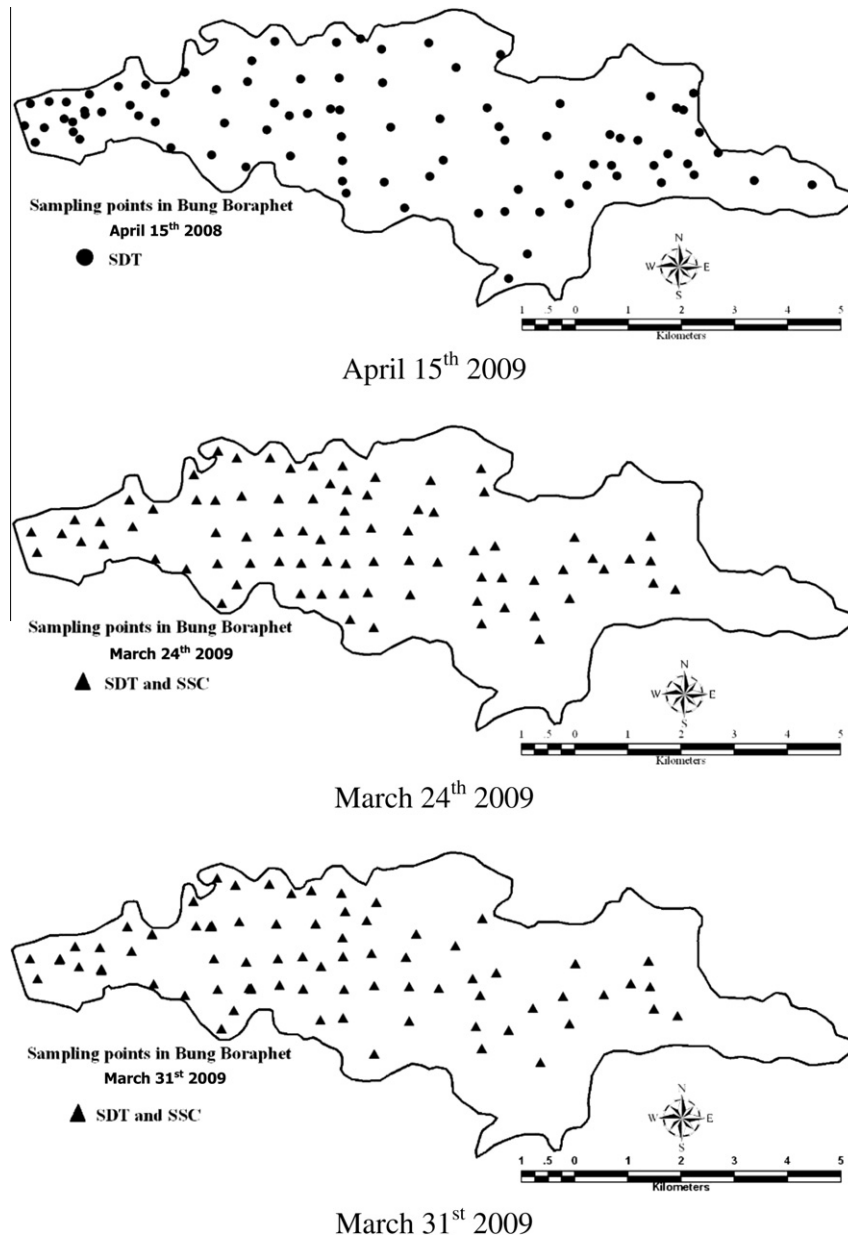 Sampling points in Bung Boraphet
April 15th 2008
SDT
N
W E
S
1 .5 0 1 2 3 4 5
Kilometers
April 15th 2009
Sampling points in Bung Boraphet
March 24th 2009
SDT and SSC
N
W E
S
1 .5 0 1 2 3 4 5
Kilometers
March 24th 2009
Sampling points in Bung Boraphet
March 31st 2009
SDT and SSC
N
W E
S
1 .5 0 1 2 3 4 5
Kilometers
March 31st 2009